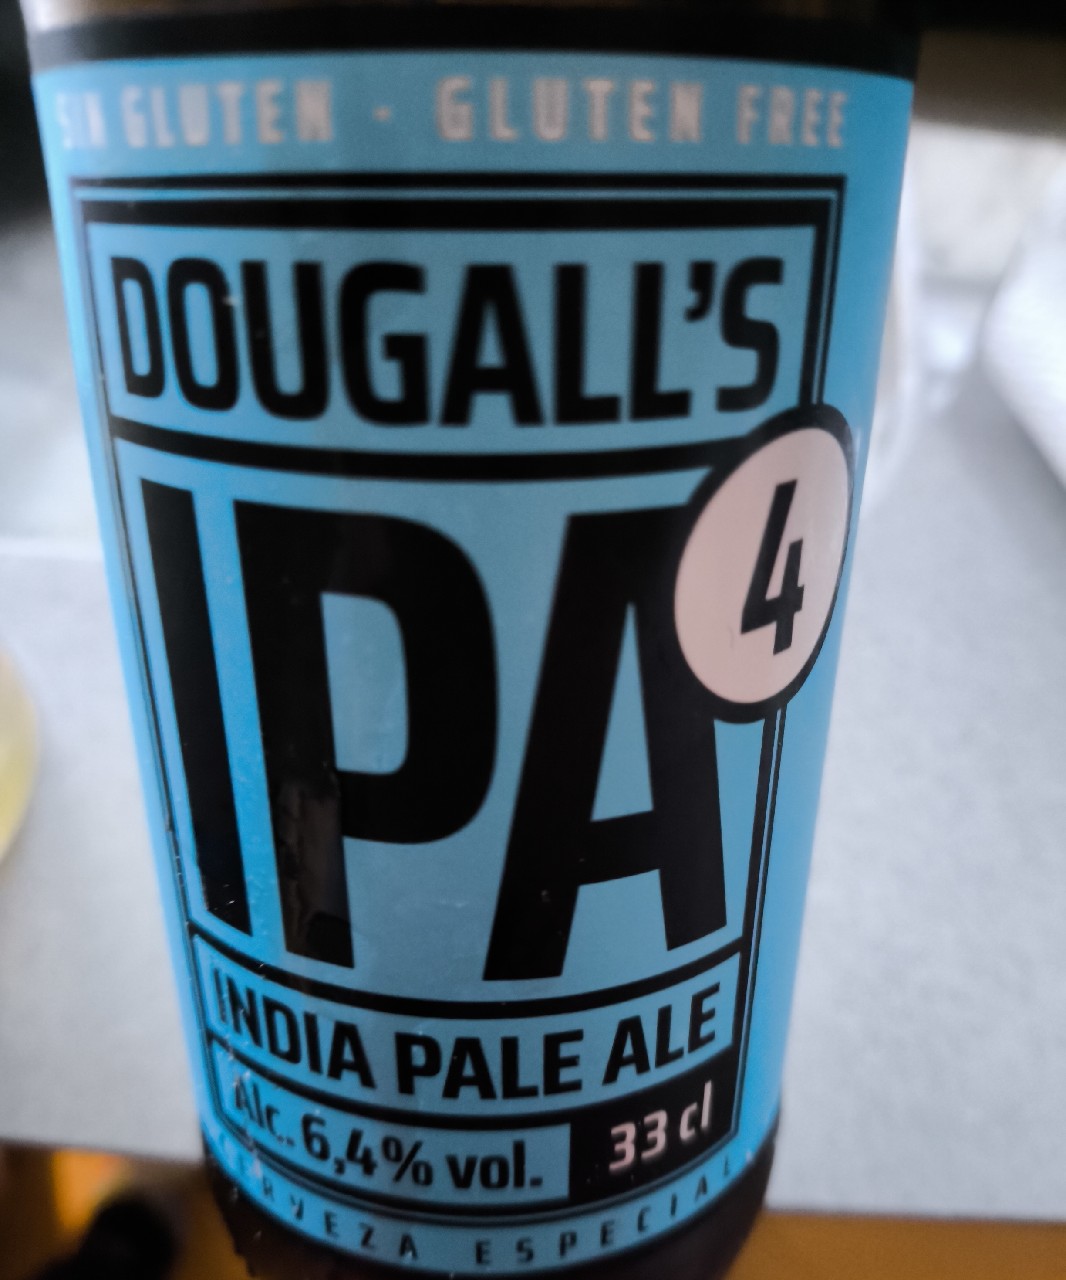 SIN GLUTEN - GLUTEN FREE
DOUGALL'S
IPA 4
INDIA PALE ALE
Alc. 6,4% vol. 33 cl
CERVEZA ESPECIAL